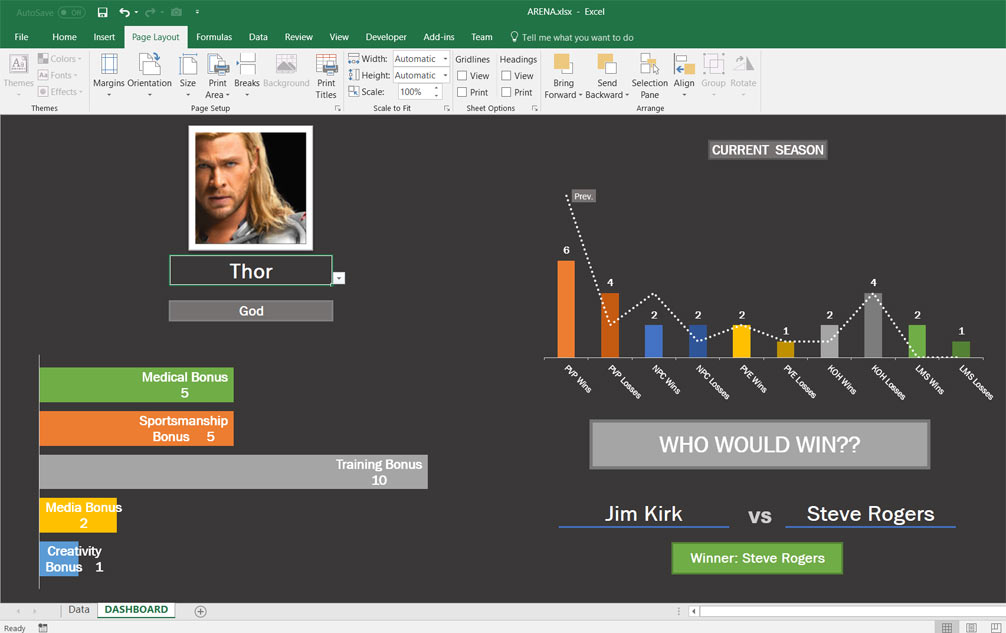 AutoSave Off
ARENA.xlsx - Excel
File Home Insert Page Layout Formulas Data Review View Developer Add-ins Team Tell me what you want to do
Themes
Colors
Fonts
Effects
Themes
Margins Orientation Size Print Area Breaks Background Print Titles
Page Setup
Width: Automatic
Height: Automatic
Scale: 100%
Scale to Fit
Gridlines Headings
View View
Print Print
Sheet Options
Bring Forward Send Backward Selection Pane Align Group Rotate
Arrange
Thor
God
Medical Bonus
5
Sportsmanship
Bonus 5
Training Bonus
10
Media Bonus
2
Creativity
Bonus 1
CURRENT SEASON
Prev.
6 4 2 2 2 1 2 4 2 1
PVP Wins
PVP Losses
NPC Wins
NPC Losses
PVE Wins
PVE Losses
KOH Wins
KOH Losses
LMS Wins
LMS Losses
WHO WOULD WIN??
Jim Kirk vs Steve Rogers
Winner: Steve Rogers
Data DASHBOARD
Ready